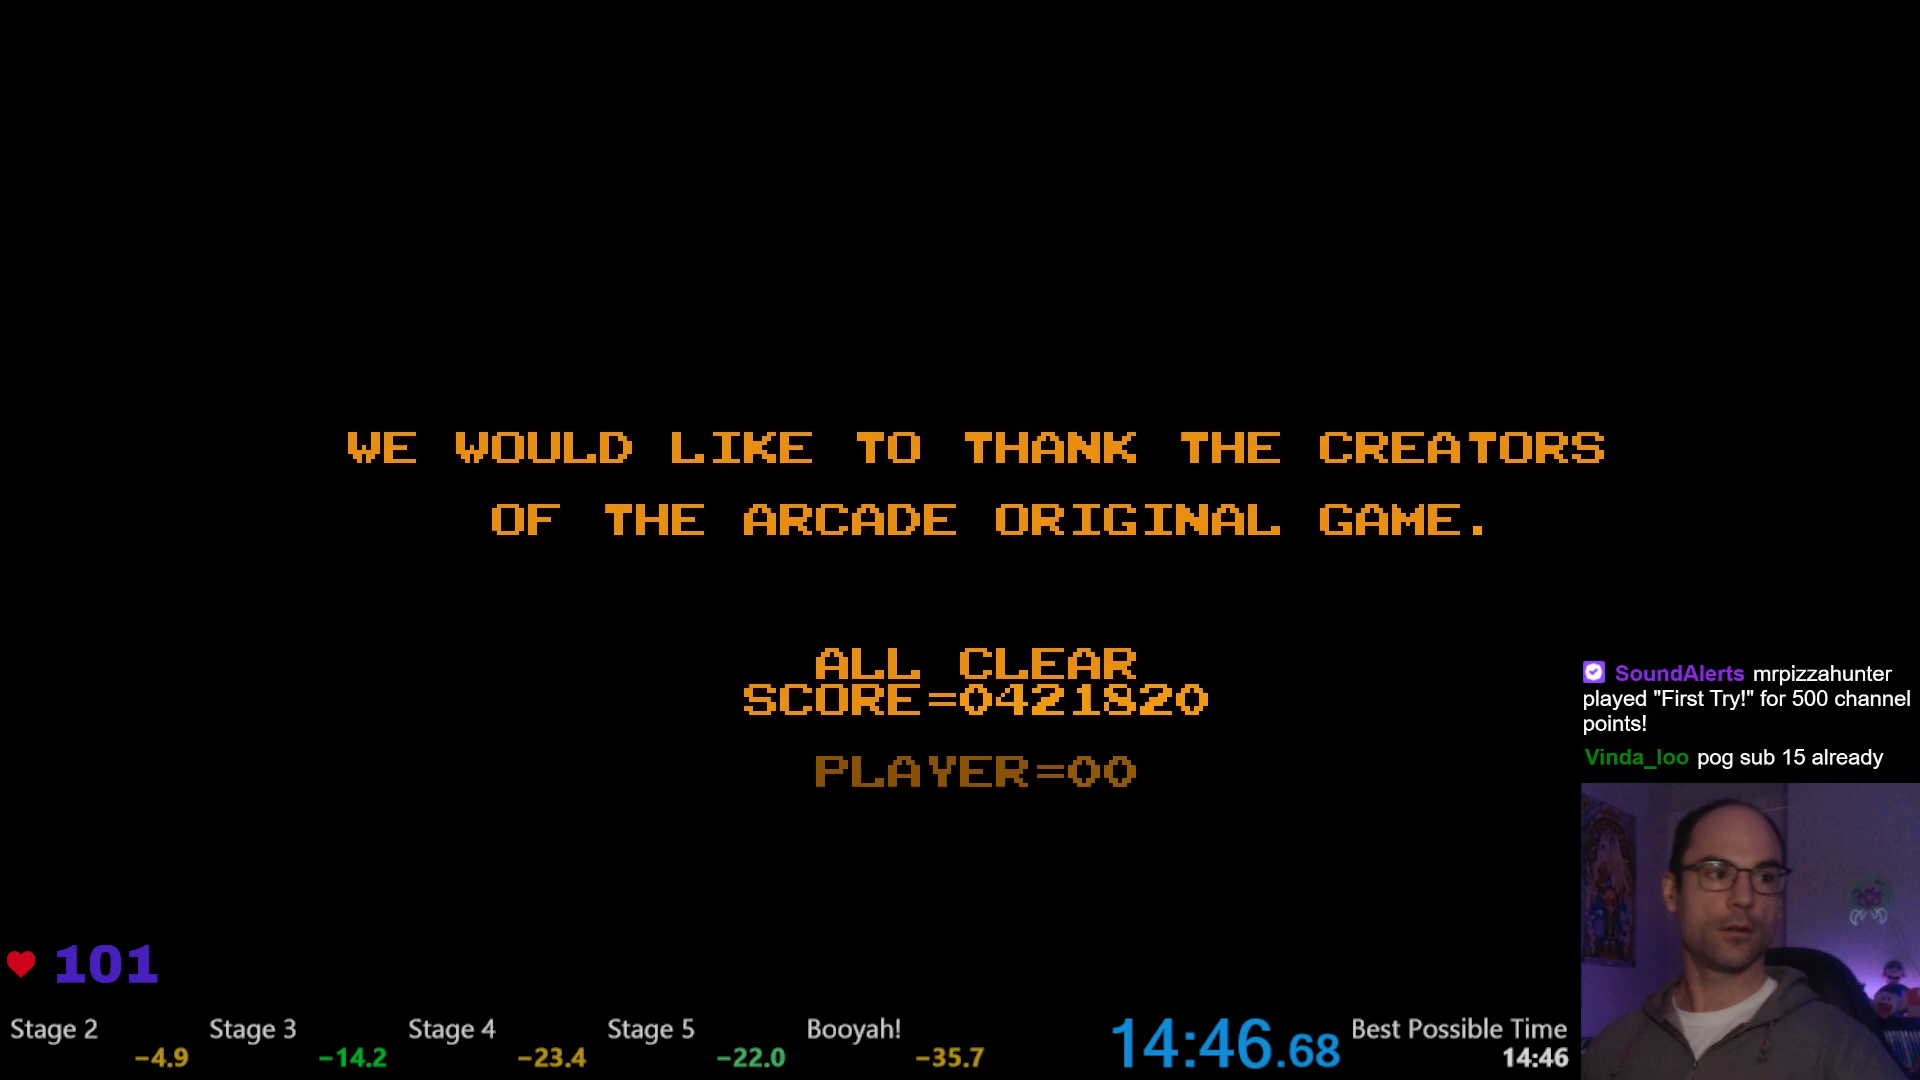 WE WOULD LIKE TO THANK THE CREATORS
OF THE ARCADE ORIGINAL GAME.
ALL CLEAR
SCORE=0421820
PLAYER=00
SoundAlerts mrpizzahunter
played "First Try!" for 500 channel
points!
Vinda_loo pog sub 15 already
101
Stage 2 Stage 3 Stage 4 Stage 5 Booyah! 14:46.68 Best Possible Time
-4.9 -14.2 -23.4 -22.0 -35.7 14:46